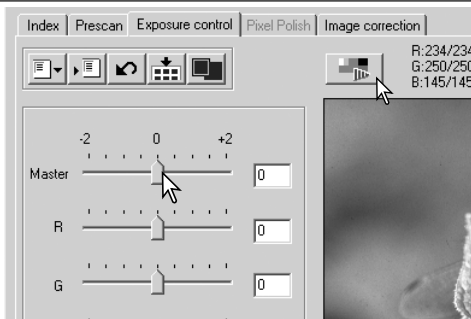 Index Prescan Exposure control Pixel Polish Image correction
R:234/234
G:250/250
B:145/145
-2 0 +2
Master 0
R 0
G 0